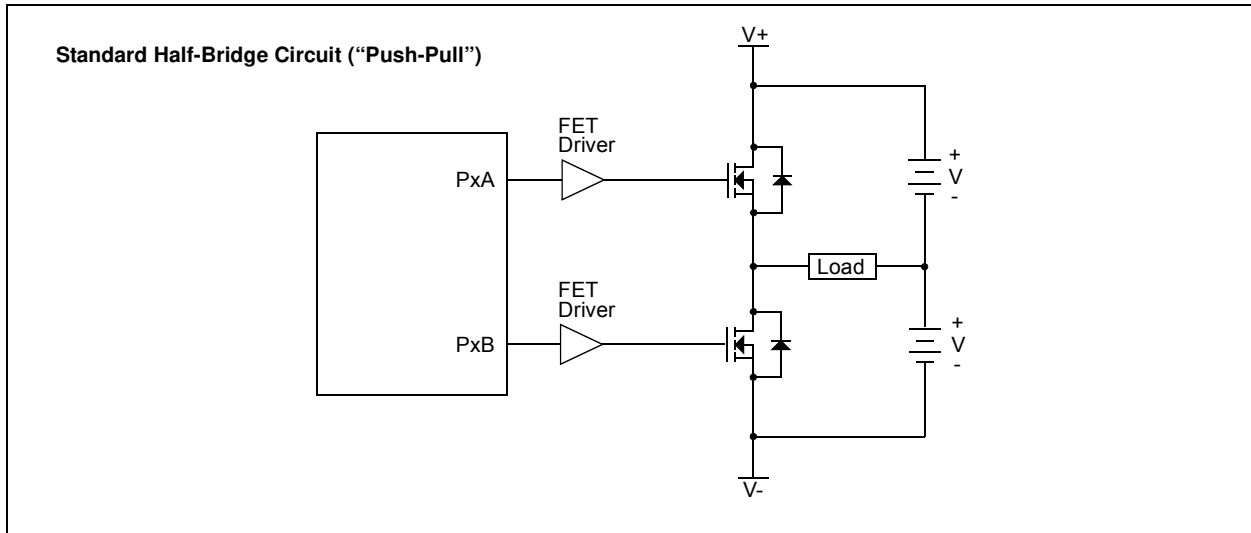 Standard Half-Bridge Circuit (“Push-Pull”)
V+
FET
Driver
PxA
+
V
-
Load
FET
Driver
PxB
+
V
-
V-